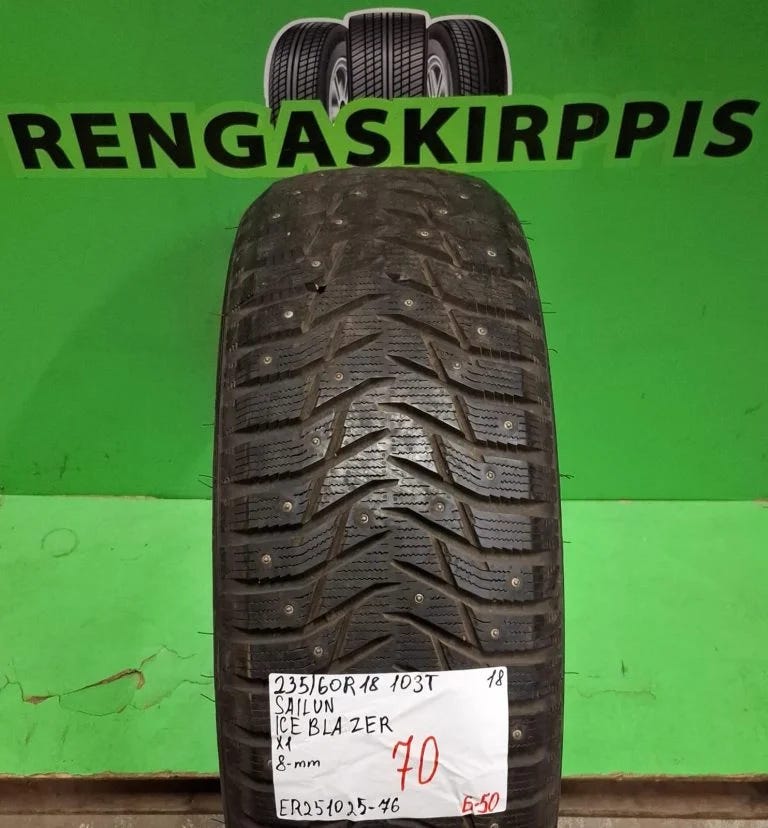 RENGASKIRPPIS
235/60R18 103T 18
SAILUN
ICE BLAZER
X1
8-mm 70
ER251025-76 Б-50